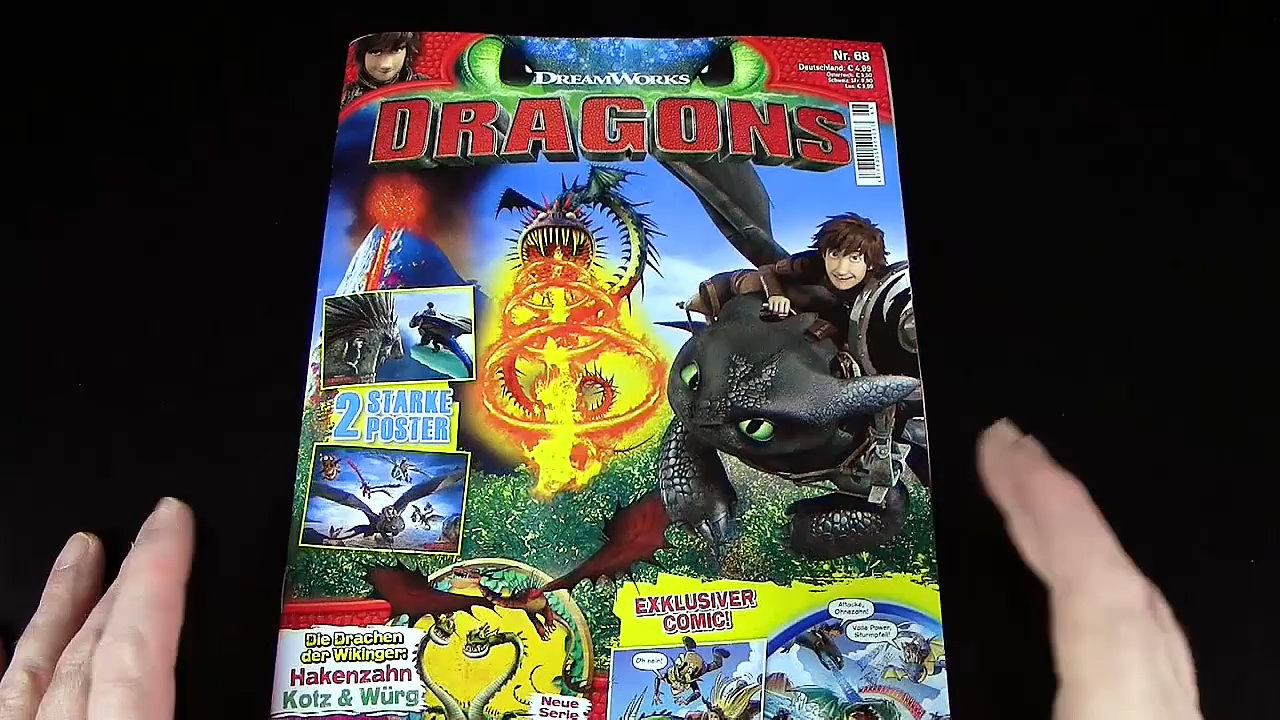 Nr. 68
Deutschland: € 4,99
DREAMWORKS
DRAGONS
2 STARKE
POSTER
EXKLUSIVER
COMIC!
Attacke,
Ohnezahn!
Volle Power,
Sturmpfeil!
Oh nein!
Die Drachen
der Wikinger:
Hakenzahn
Kotz & Würg
Neue
Serie